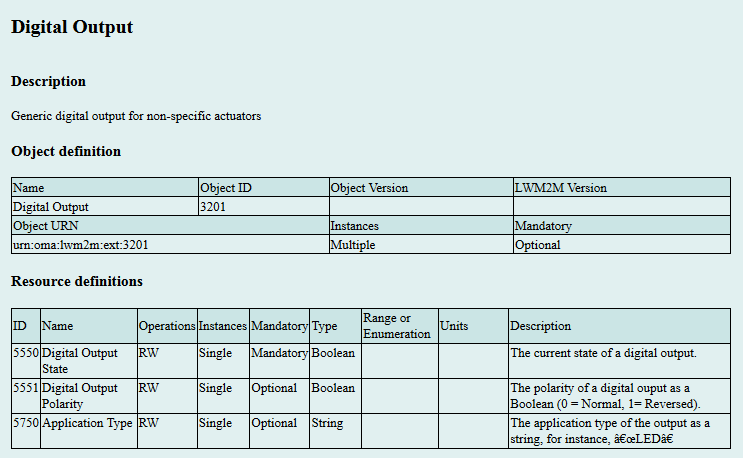 Digital Output
Description
Generic digital output for non-specific actuators
Object definition
Name Object ID Object Version LWM2M Version
Digital Output 3201
Object URN Instances Mandatory
urn:oma:lwm2m:ext:3201 Multiple Optional
Resource definitions
ID Name Operations Instances Mandatory Type Range or Enumeration Units Description
5550 Digital Output State RW Single Mandatory Boolean The current state of a digital output.
5551 Digital Output Polarity RW Single Optional Boolean The polarity of a digital ouput as a Boolean (0 = Normal, 1= Reversed).
5750 Application Type RW Single Optional String The application type of the output as a string, for instance, â€œLEDâ€